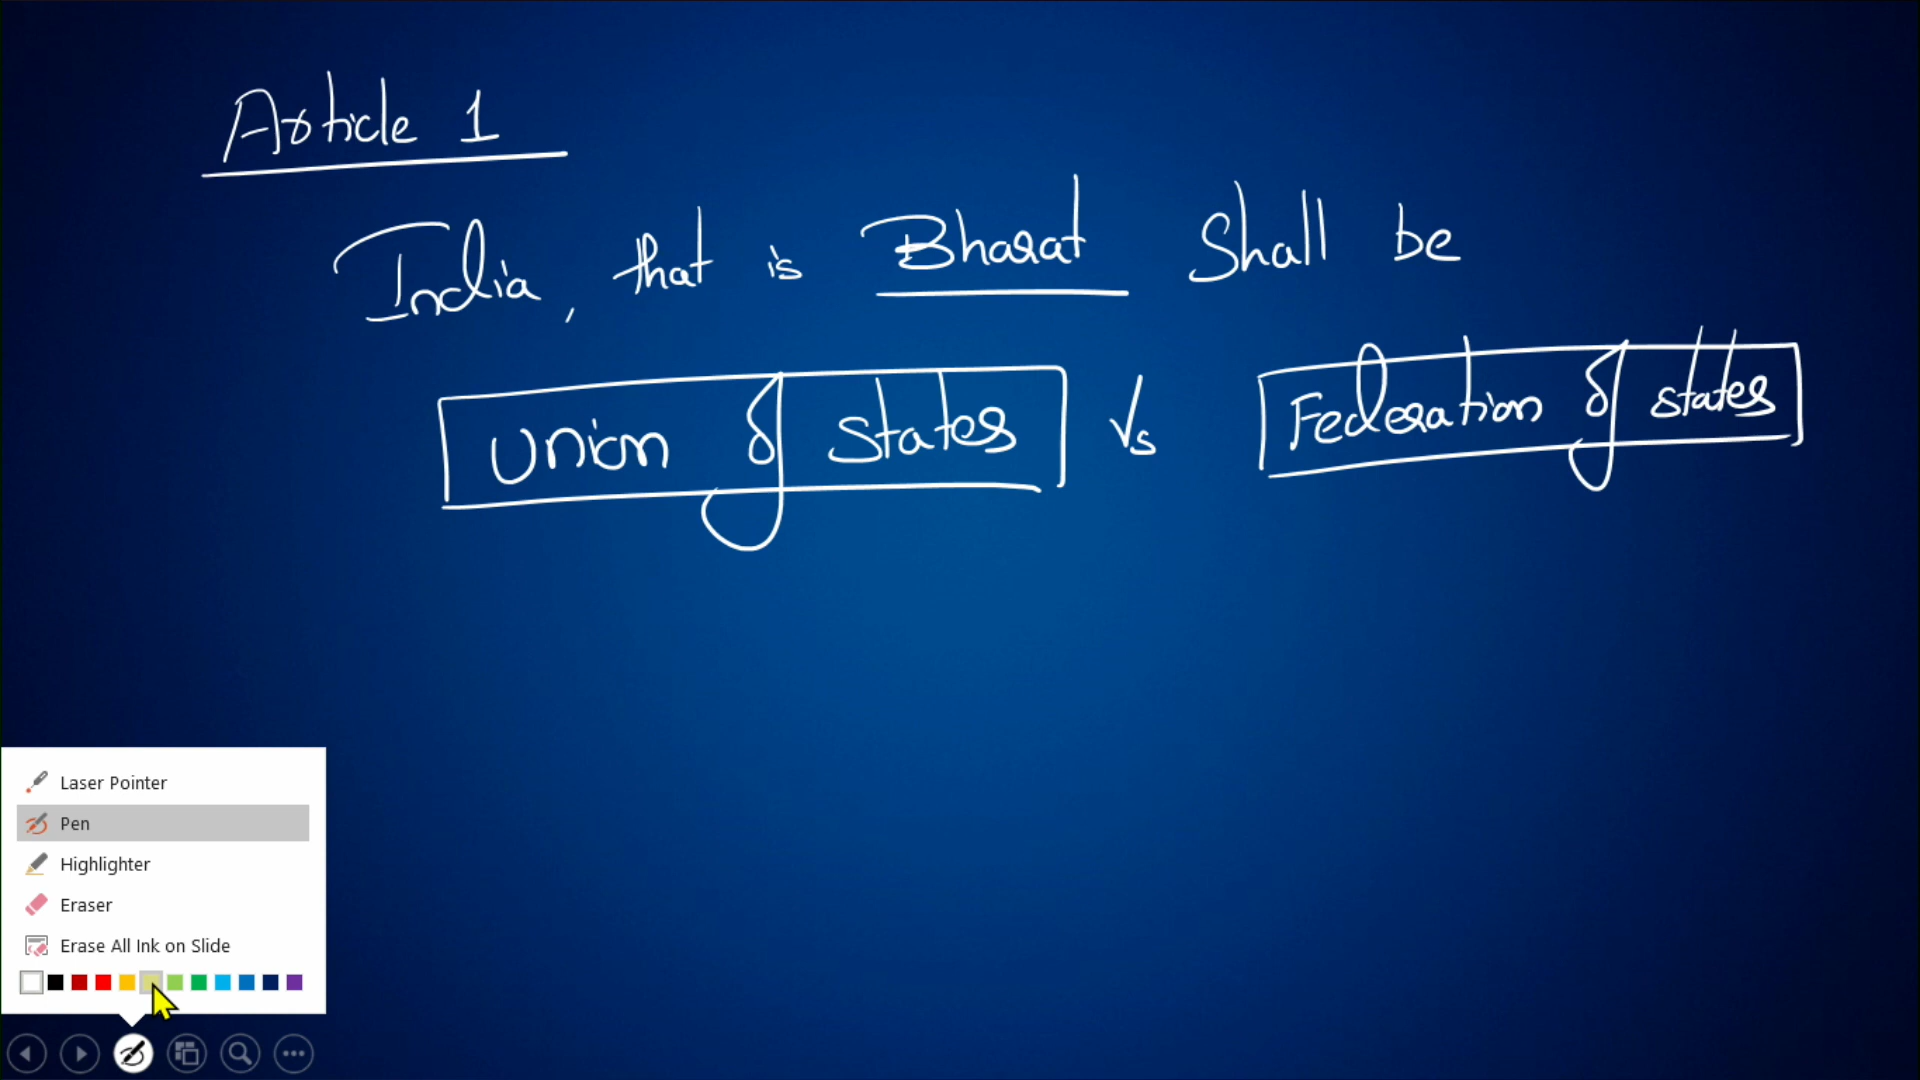 Article 1
India, that is Bharat Shall be
Union of states Vs Federation of states
Laser Pointer
Pen
Highlighter
Eraser
Erase All Ink on Slide